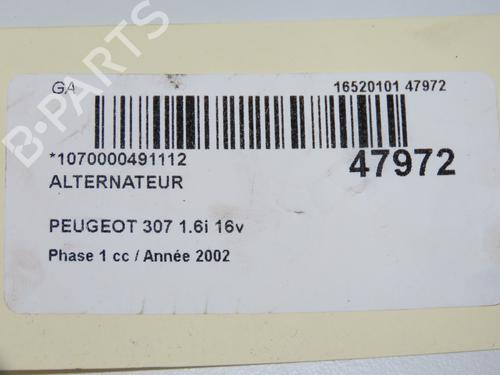 GA
16520101 47972
*1070000491112
47972
ALTERNATEUR
PEUGEOT 307 1.6i 16v
Phase 1 cc / Année 2002
B-PARTS